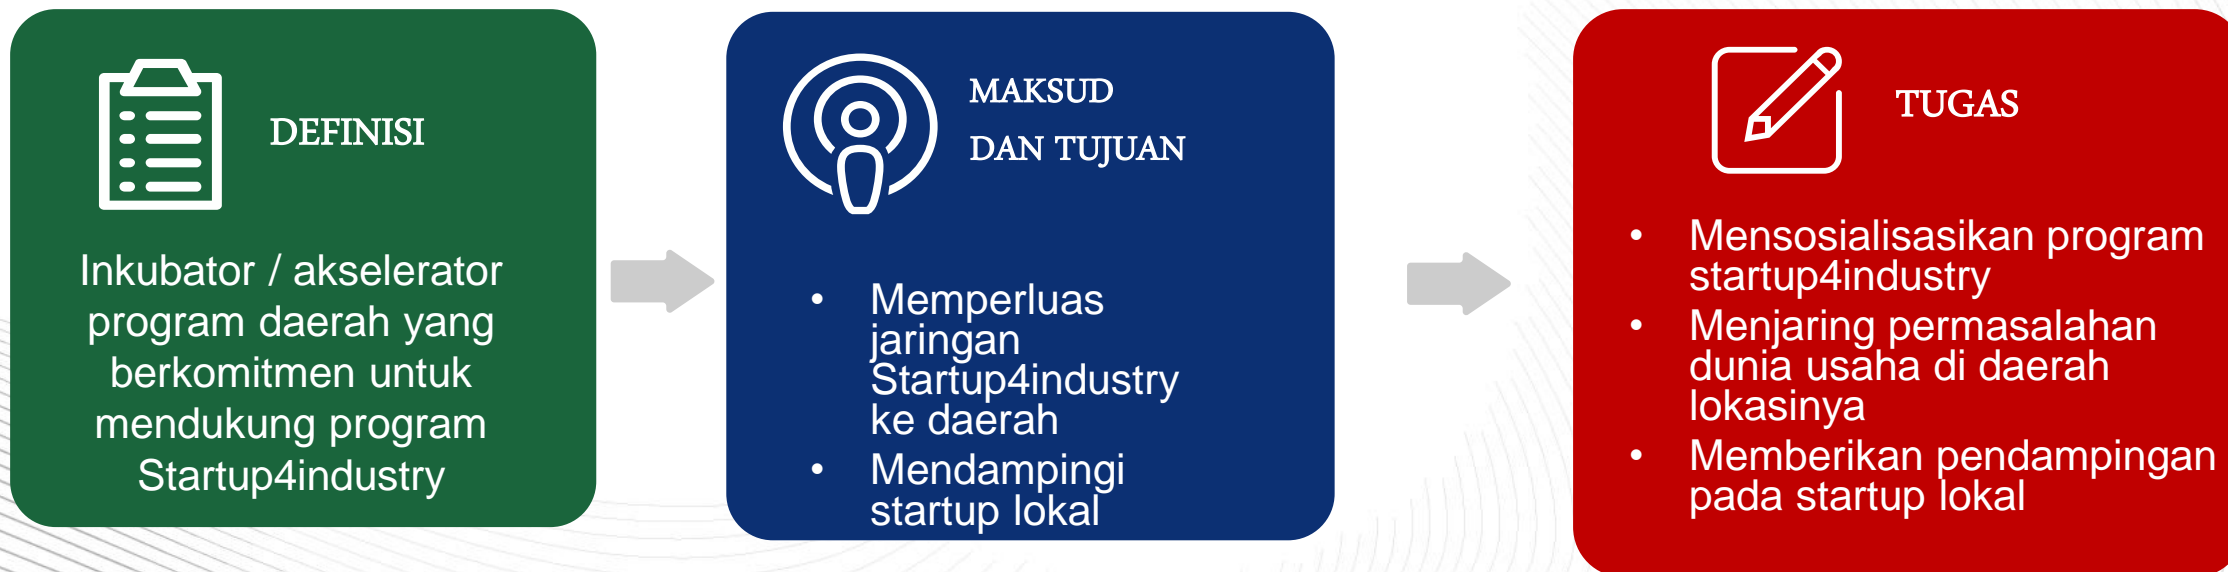 DEFINISI
Inkubator / akselerator
program daerah yang
berkomitmen untuk
mendukung program
Startup4industry
MAKSUD
DAN TUJUAN
• Memperluas
jaringan
Startup4industry
ke daerah
• Mendampingi
startup lokal
TUGAS
• Mensosialisasikan program
startup4industry
• Menjaring permasalahan
dunia usaha di daerah
lokasinya
• Memberikan pendampingan
pada startup lokal